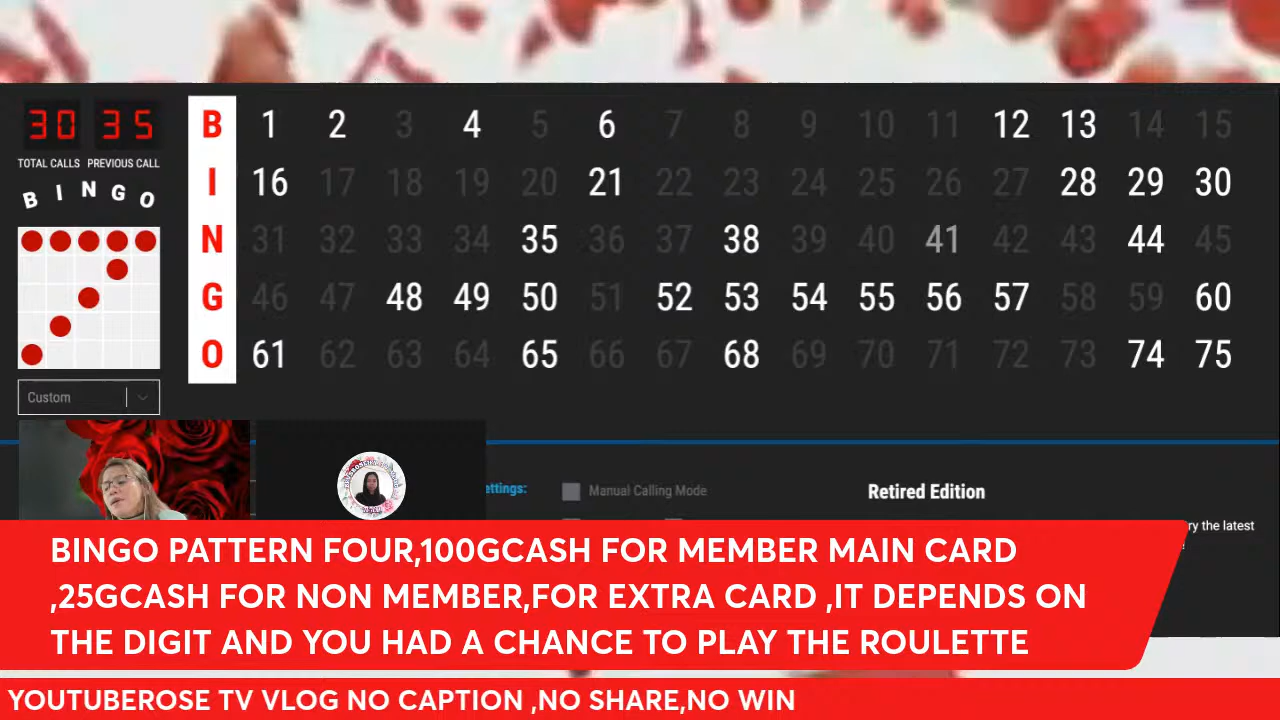 30 35
TOTAL CALLS PREVIOUS CALL
B I N G O
B 1 2 3 4 5 6 7 8 9 10 11 12 13 14 15
I 16 17 18 19 20 21 22 23 24 25 26 27 28 29 30
N 31 32 33 34 35 36 37 38 39 40 41 42 43 44 45
G 46 47 48 49 50 51 52 53 54 55 56 57 58 59 60
O 61 62 63 64 65 66 67 68 69 70 71 72 73 74 75
Custom
ettings: Manual Calling Mode
Retired Edition
ry the latest
BINGO PATTERN FOUR,100GCASH FOR MEMBER MAIN CARD
,25GCASH FOR NON MEMBER,FOR EXTRA CARD ,IT DEPENDS ON
THE DIGIT AND YOU HAD A CHANCE TO PLAY THE ROULETTE
YOUTUBEROSE TV VLOG NO CAPTION ,NO SHARE,NO WIN